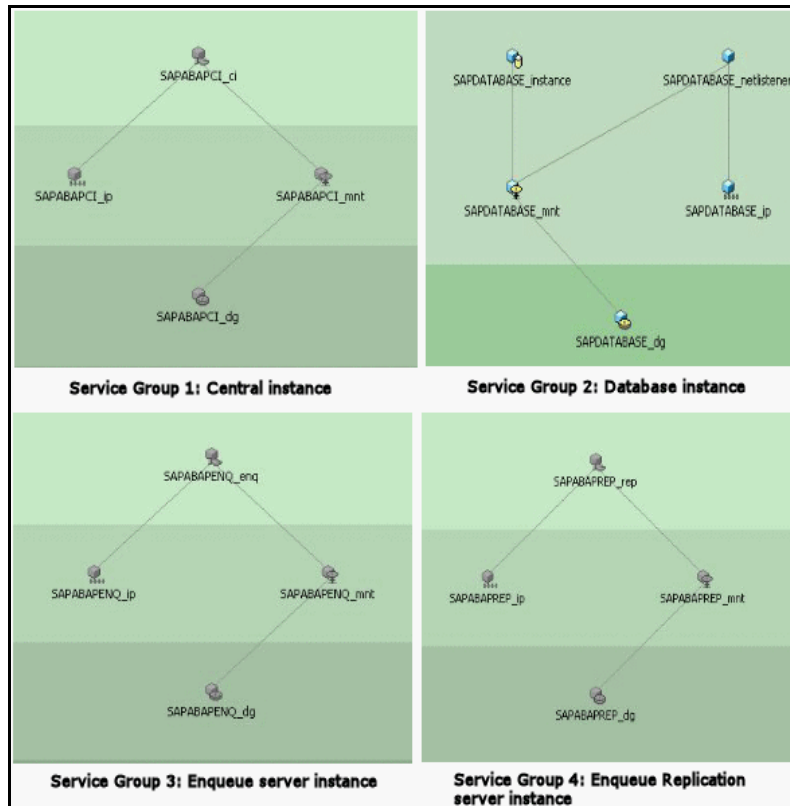 SAPABAPCI_ci
SAPABAPCI_ip
SAPABAPCI_mnt
SAPABAPCI_dg
Service Group 1: Central instance
SAPDATABASE_instance
SAPDATABASE_netlistener
SAPDATABASE_mnt
SAPDATABASE_ip
SAPDATABASE_dg
Service Group 2: Database instance
SAPABAPENQ_enq
SAPABAPENQ_ip
SAPABAPENQ_mnt
SAPABAPENQ_dg
Service Group 3: Enqueue server instance
SAPABAPREP_rep
SAPABAPREP_ip
SAPABAPREP_mnt
SAPABAPREP_dg
Service Group 4: Enqueue Replication
server instance